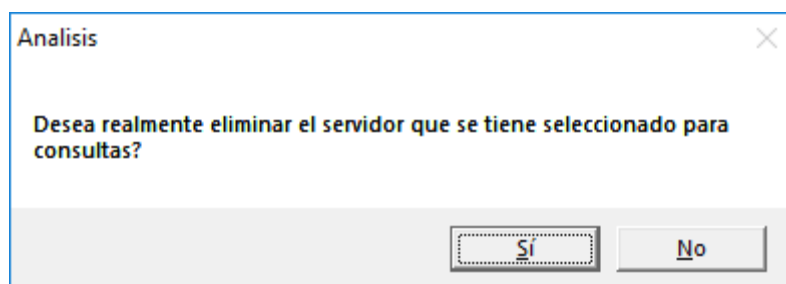 Analisis
Desea realmente eliminar el servidor que se tiene seleccionado para
consultas?
Sí
No